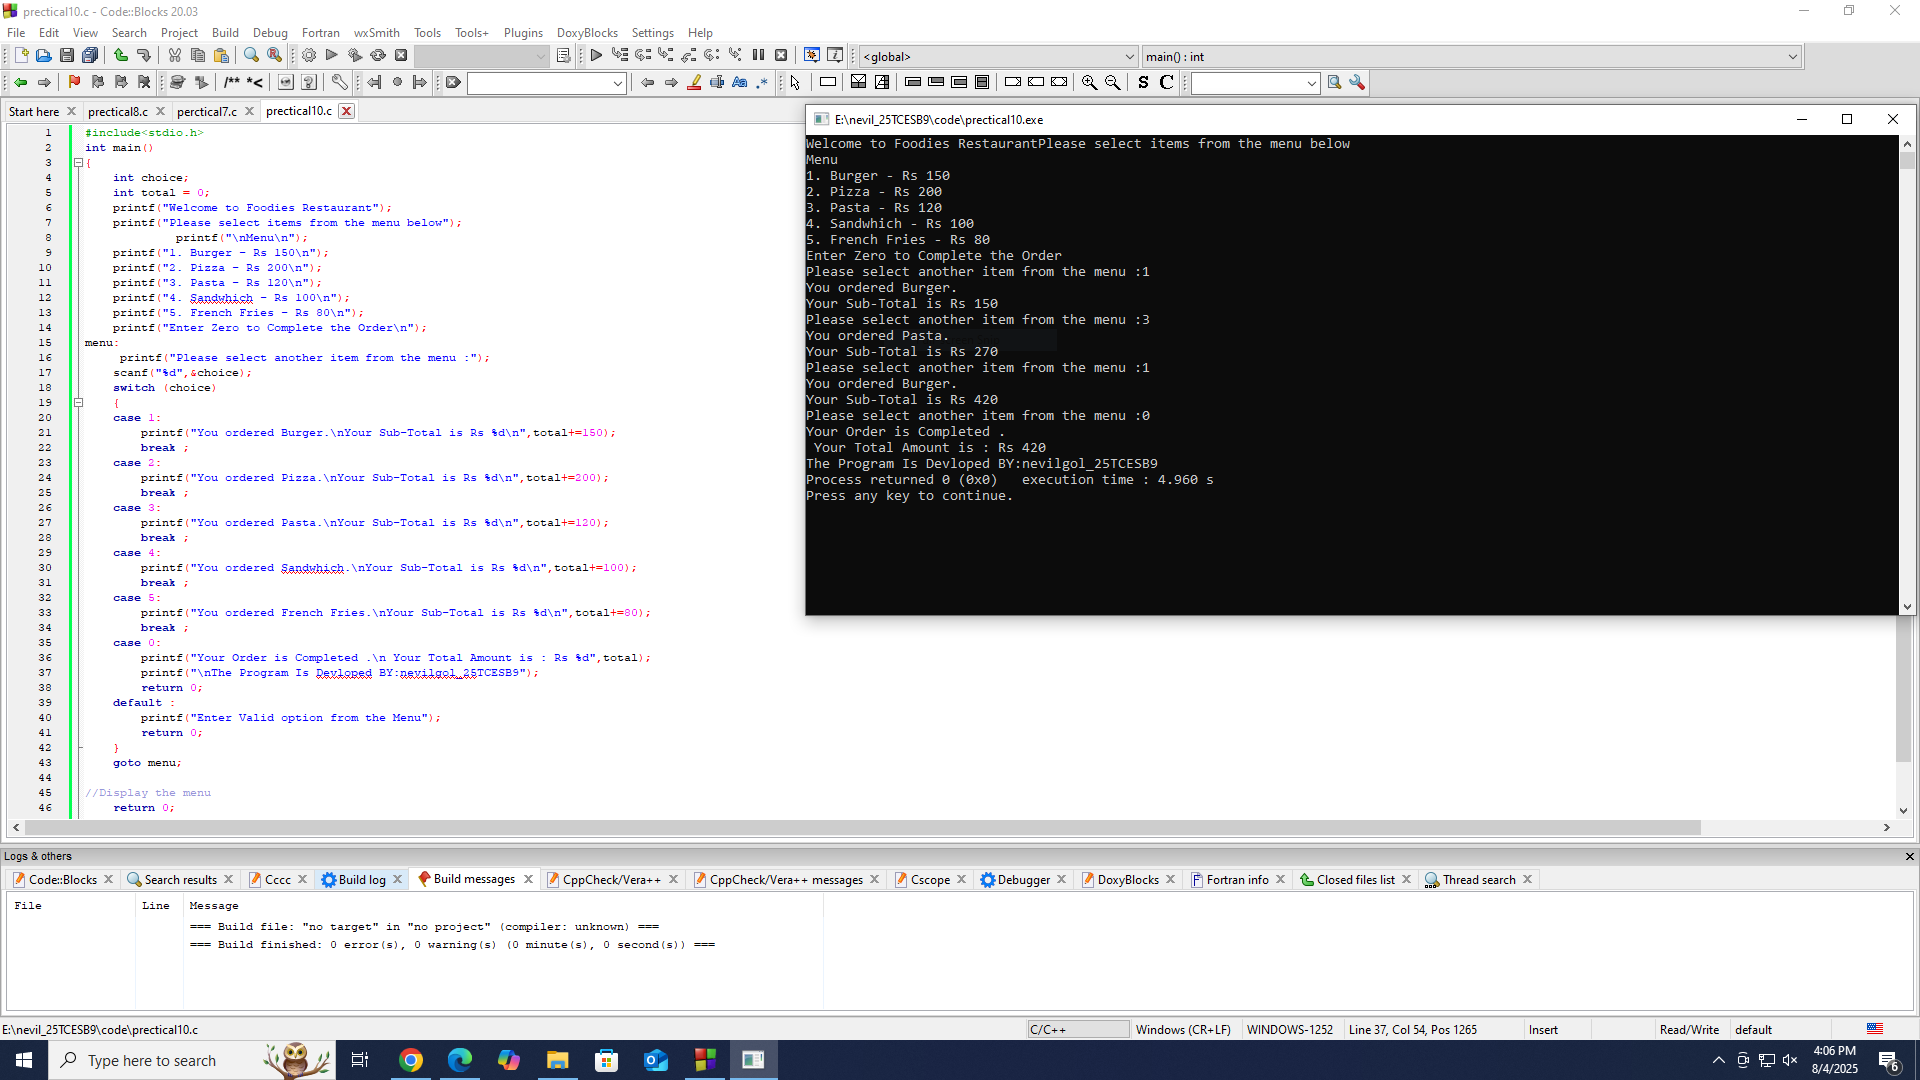 prectical10.c - Code::Blocks 20.03
File Edit View Search Project Build Debug Fortran wxSmith Tools Tools+ Plugins DoxyBlocks Settings Help
<global> main() : int
/** *< Aa .* S C
Start here prectical8.c perctical7.c prectical10.c
1 #include<stdio.h>
2 int main()
3 {
4 int choice;
5 int total = 0;
6 printf("Welcome to Foodies Restaurant");
7 printf("Please select items from the menu below");
8 printf("\nMenu\n");
9 printf("1. Burger - Rs 150\n");
10 printf("2. Pizza - Rs 200\n");
11 printf("3. Pasta - Rs 120\n");
12 printf("4. Sandwhich - Rs 100\n");
13 printf("5. French Fries - Rs 80\n");
14 printf("Enter Zero to Complete the Order\n");
15 menu:
16 printf("Please select another item from the menu :");
17 scanf("%d",&choice);
18 switch (choice)
19 {
20 case 1:
21 printf("You ordered Burger.\nYour Sub-Total is Rs %d\n",total+=150);
22 break ;
23 case 2:
24 printf("You ordered Pizza.\nYour Sub-Total is Rs %d\n",total+=200);
25 break ;
26 case 3:
27 printf("You ordered Pasta.\nYour Sub-Total is Rs %d\n",total+=120);
28 break ;
29 case 4:
30 printf("You ordered Sandwhich.\nYour Sub-Total is Rs %d\n",total+=100);
31 break ;
32 case 5:
33 printf("You ordered French Fries.\nYour Sub-Total is Rs %d\n",total+=80);
34 break ;
35 case 0:
36 printf("Your Order is Completed .\n Your Total Amount is : Rs %d",total);
37 printf("\nThe Program Is Devloped BY:nevilgol_25TCESB9");
38 return 0;
39 default :
40 printf("Enter Valid option from the Menu");
41 return 0;
42 }
43 goto menu;
44
45 //Display the menu
46 return 0;
E:\nevil_25TCESB9\code\prectical10.exe
Welcome to Foodies RestaurantPlease select items from the menu below
Menu
1. Burger - Rs 150
2. Pizza - Rs 200
3. Pasta - Rs 120
4. Sandwhich - Rs 100
5. French Fries - Rs 80
Enter Zero to Complete the Order
Please select another item from the menu :1
You ordered Burger.
Your Sub-Total is Rs 150
Please select another item from the menu :3
You ordered Pasta.
Your Sub-Total is Rs 270
Please select another item from the menu :1
You ordered Burger.
Your Sub-Total is Rs 420
Please select another item from the menu :0
Your Order is Completed .
Your Total Amount is : Rs 420
The Program Is Devloped BY:nevilgol_25TCESB9
Process returned 0 (0x0) execution time : 4.960 s
Press any key to continue.
Logs & others
Code::Blocks Search results Cccc Build log Build messages CppCheck/Vera++ CppCheck/Vera++ messages Cscope Debugger DoxyBlocks Fortran info Closed files list Thread search
File Line Message
=== Build file: "no target" in "no project" (compiler: unknown) ===
=== Build finished: 0 error(s), 0 warning(s) (0 minute(s), 0 second(s)) ===
E:\nevil_25TCESB9\code\prectical10.c C/C++ Windows (CR+LF) WINDOWS-1252 Line 37, Col 54, Pos 1265 Insert Read/Write default
Type here to search
4:06 PM
8/4/2025
6